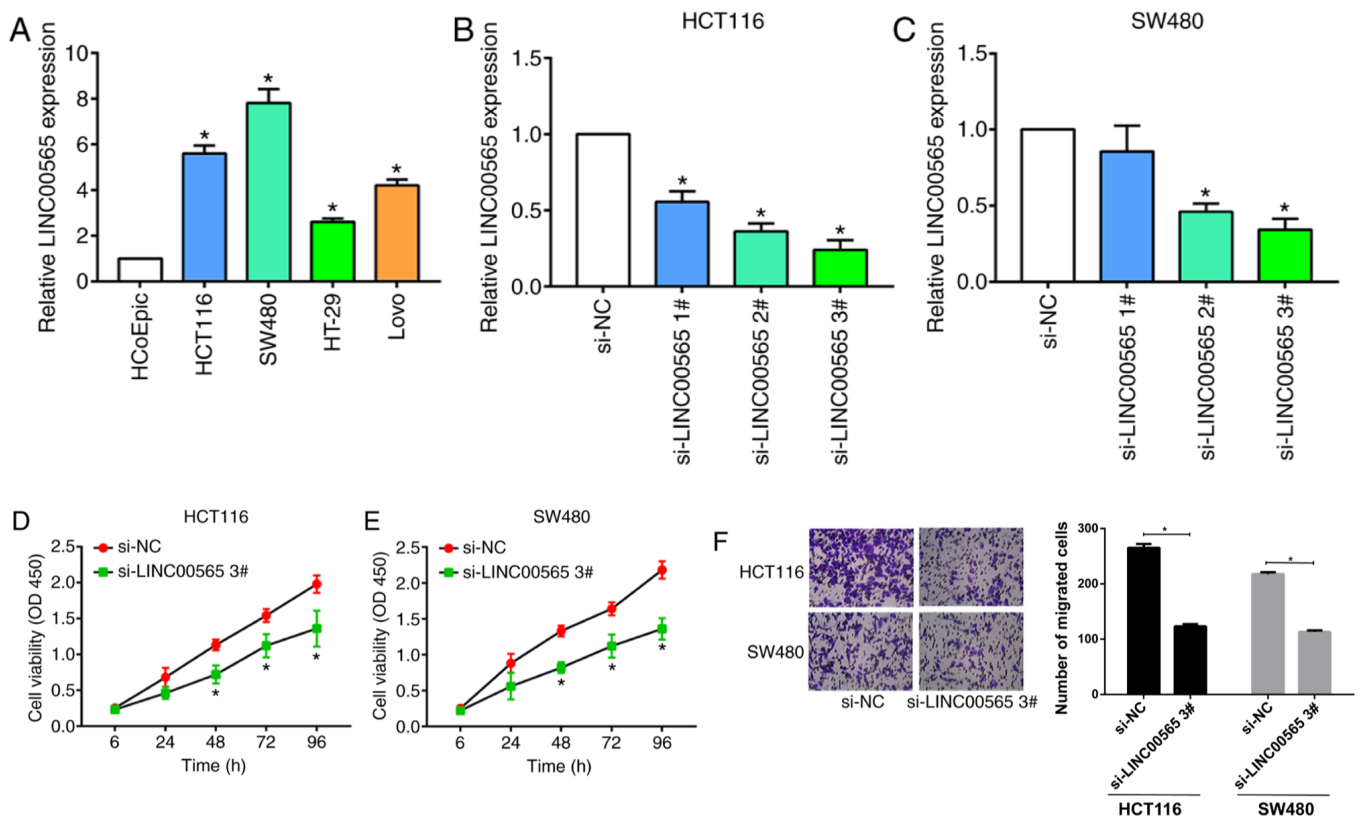 A
Relative LINC00565 expression
10
8
6
4
2
0
*
*
*
*
HCoEpic
HCT116
SW480
HT-29
Lovo
B
HCT116
Relative LINC00565 expression
1.5
1.0
0.5
0.0
*
*
*
si-NC
si-LINC00565 1#
si-LINC00565 2#
si-LINC00565 3#
C
SW480
Relative LINC00565 expression
1.5
1.0
0.5
0.0
*
*
si-NC
si-LINC00565 1#
si-LINC00565 2#
si-LINC00565 3#
D
HCT116
si-NC
si-LINC00565 3#
Cell viability (OD 450)
2.5
2.0
1.5
1.0
0.5
0.0
*
*
*
6 24 48 72 96
Time (h)
E
SW480
si-NC
si-LINC00565 3#
Cell viability (OD 450)
2.5
2.0
1.5
1.0
0.5
0.0
*
*
*
6 24 48 72 96
Time (h)
F
HCT116
SW480
si-NC si-LINC00565 3#
Number of migrated cells
300
200
100
0
*
*
si-NC
si-LINC00565 3#
si-NC
si-LINC00565 3#
HCT116 SW480